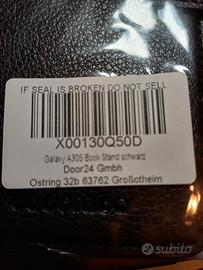 IF SEAL IS BROKEN DO NOT SELL
X00130Q50D
Galaxy A30S Book Stand schwarz
Door24 Gmbh
Ostring 32b 63762 Großotheim
subito